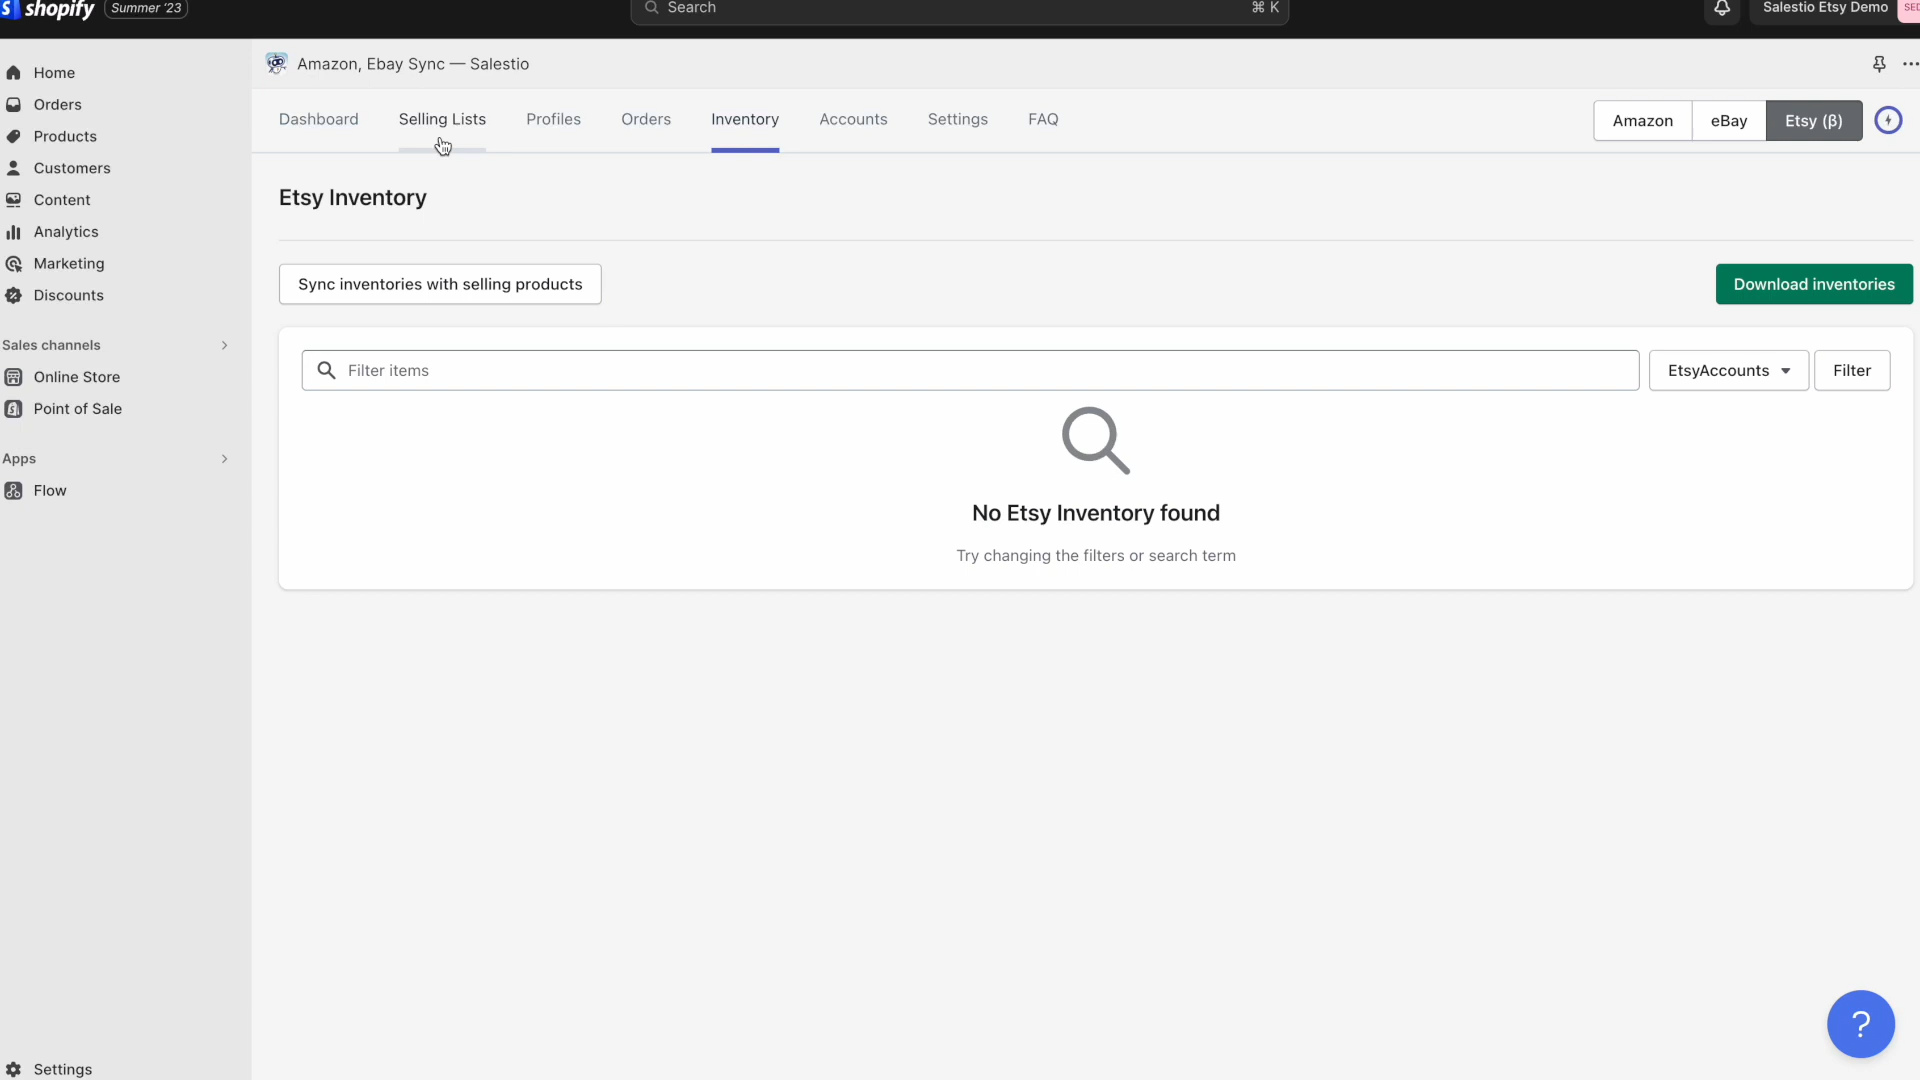 shopify Summer '23 Search ⌘ K Salestio Etsy Demo SED
Amazon, Ebay Sync — Salestio
Home
Orders
Products
Customers
Content
Analytics
Marketing
Discounts
Sales channels
Online Store
Point of Sale
Apps
Flow
Settings
Dashboard Selling Lists Profiles Orders Inventory Accounts Settings FAQ Amazon eBay Etsy (β)
Etsy Inventory
Sync inventories with selling products Download inventories
Filter items EtsyAccounts Filter
No Etsy Inventory found
Try changing the filters or search term
?